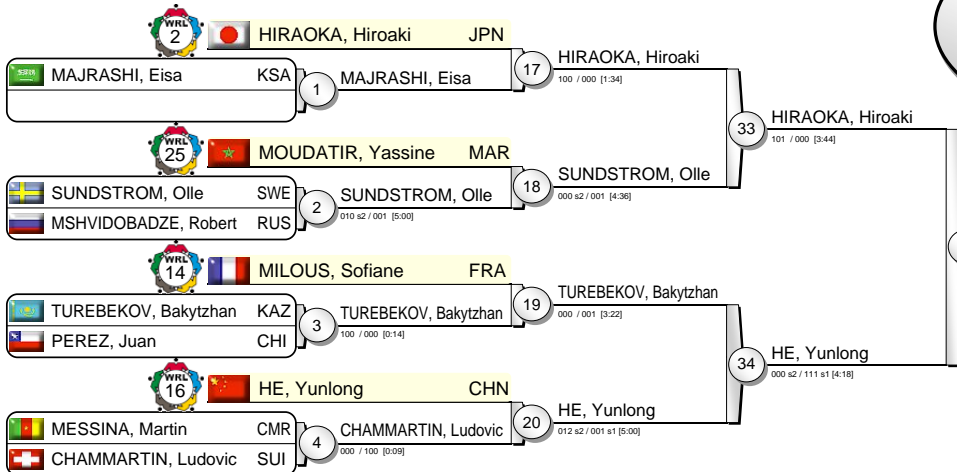 WRL
2
HIRAOKA, Hiroaki JPN
MAJRASHI, Eisa KSA
1
MAJRASHI, Eisa
17
HIRAOKA, Hiroaki
100 / 000 [1:34]
33
HIRAOKA, Hiroaki
101 / 000 [3:44]
WRL
25
MOUDATIR, Yassine MAR
SUNDSTROM, Olle SWE
MSHVIDOBADZE, Robert RUS
2
SUNDSTROM, Olle
010 s2 / 001 [5:00]
18
SUNDSTROM, Olle
000 s2 / 001 [4:36]
WRL
14
MILOUS, Sofiane FRA
TUREBEKOV, Bakytzhan KAZ
PEREZ, Juan CHI
3
TUREBEKOV, Bakytzhan
100 / 000 [0:14]
19
TUREBEKOV, Bakytzhan
000 / 001 [3:22]
34
HE, Yunlong
000 s2 / 111 s1 [4:18]
WRL
16
HE, Yunlong CHN
MESSINA, Martin CMR
CHAMMARTIN, Ludovic SUI
4
CHAMMARTIN, Ludovic
000 / 100 [0:09]
20
HE, Yunlong
012 s2 / 001 s1 [5:00]